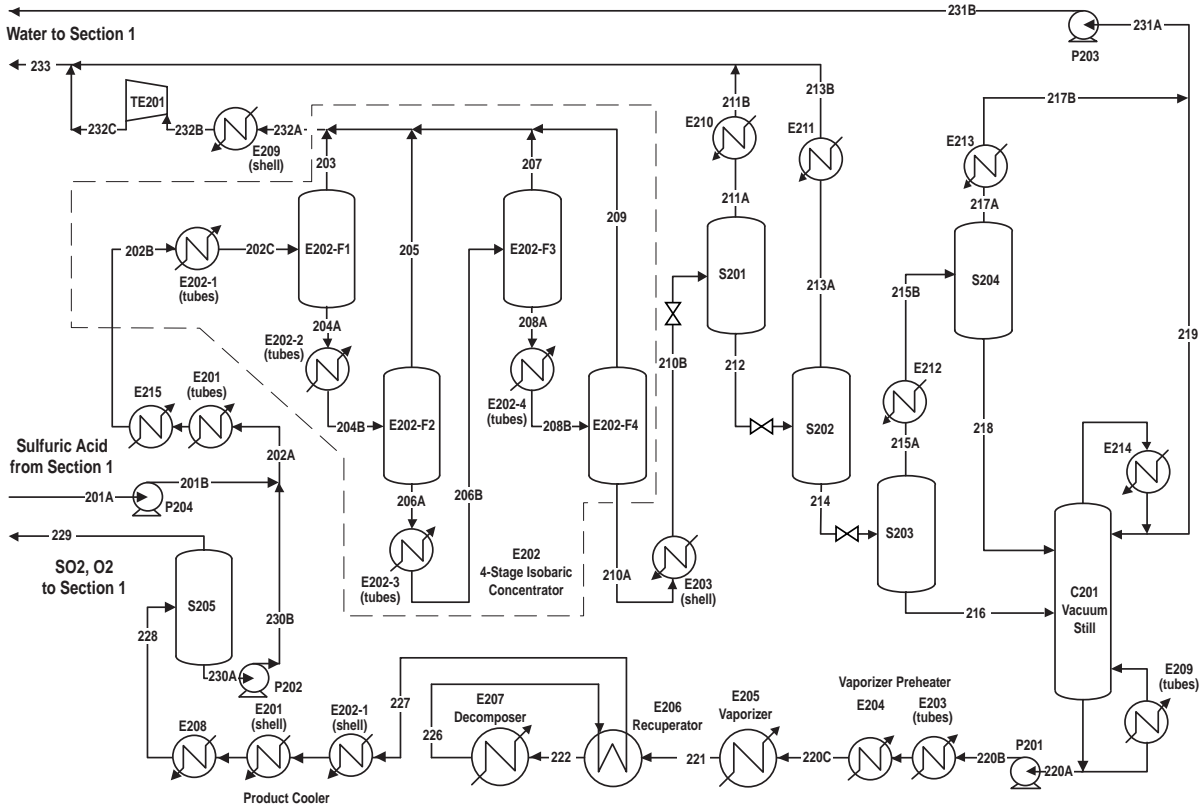 231B
231A
P203
Water to Section 1
233
TE201
232C
232B
232A
E209
(shell)
211B
213B
217B
E210
E211
E213
203
207
211A
217A
202B
202C
E202-F1
205
E202-F3
209
S201
213A
215B
S204
E202-1
(tubes)
204A
208A
210B
212
219
E202-2
(tubes)
E202-4
(tubes)
E212
E215
E201
(tubes)
204B
E202-F2
208B
E202-F4
S202
215A
218
E214
Sulfuric Acid
from Section 1
202A
201A
201B
P204
206A
206B
214
S203
229
SO2, O2
to Section 1
E202-3
(tubes)
E202
4-Stage Isobaric
Concentrator
210A
E203
(shell)
216
C201
Vacuum
Still
S205
228
230B
230A
P202
227
E209
(tubes)
E208
E201
(shell)
E202-1
(shell)
226
E207
Decomposer
222
E206
Recuperator
221
E205
Vaporizer
220C
Vaporizer Preheater
E204
E203
(tubes)
220B
P201
220A
Product Cooler